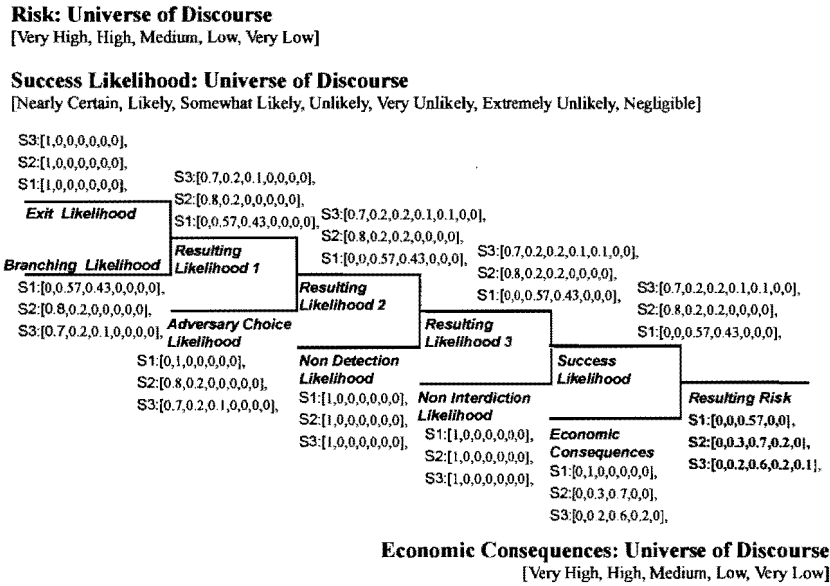 Risk: Universe of Discourse
[Very High, High, Medium, Low, Very Low]
Success Likelihood: Universe of Discourse
[Nearly Certain, Likely, Somewhat Likely, Unlikely, Very Unlikely, Extremely Unlikely, Negligible]
S3:[1,0,0,0,0,0,0],
S2:[1,0,0,0,0,0,0],
S1:[1,0,0,0,0,0,0],
Exit Likelihood
Branching Likelihood
S1:[0,0.57,0.43,0,0,0,0],
S2:[0.8,0.2,0,0,0,0,0],
S3:[0.7,0.2,0.1,0,0,0,0],
S3:[0.7,0.2,0.1,0,0,0,0],
S2:[0.8,0.2,0,0,0,0,0],
S1:[0,0.57,0.43,0,0,0,0],
Resulting
Likelihood 1
Adversary Choice
Likelihood
S1:[0,1,0,0,0,0,0],
S2:[0.8,0.2,0,0,0,0,0],
S3:[0.7,0.2,0.1,0,0,0,0],
S3:[0.7,0.2,0.2,0.1,0.1,0,0],
S2:[0.8,0.2,0.2,0,0,0,0],
S1:[0,0,0.57,0.43,0,0,0],
Resulting
Likelihood 2
Non Detection
Likelihood
S1:[1,0,0,0,0,0,0],
S2:[1,0,0,0,0,0,0],
S3:[1,0,0,0,0,0,0],
S3:[0.7,0.2,0.2,0.1,0.1,0,0],
S2:[0.8,0.2,0.2,0,0,0,0],
S1:[0,0,0.57,0.43,0,0,0],
Resulting
Likelihood 3
Non Interdiction
Likelihood
S1:[1,0,0,0,0,0,0],
S2:[1,0,0,0,0,0,0],
S3:[1,0,0,0,0,0,0],
S3:[0.7,0.2,0.2,0.1,0.1,0,0],
S2:[0.8,0.2,0.2,0,0,0,0],
S1:[0,0,0.57,0.43,0,0,0],
Success
Likelihood
Economic
Consequences
S1:[0,1,0,0,0,0,0],
S2:[0,0.3,0.7,0,0],
S3:[0,0.2,0.6,0.2,0],
Resulting Risk
S1:[0,0,0.57,0,0],
S2:[0,0.3,0.7,0.2,0],
S3:[0,0.2,0.6,0.2,0.1],
Economic Consequences: Universe of Discourse
[Very High, High, Medium, Low, Very Low]